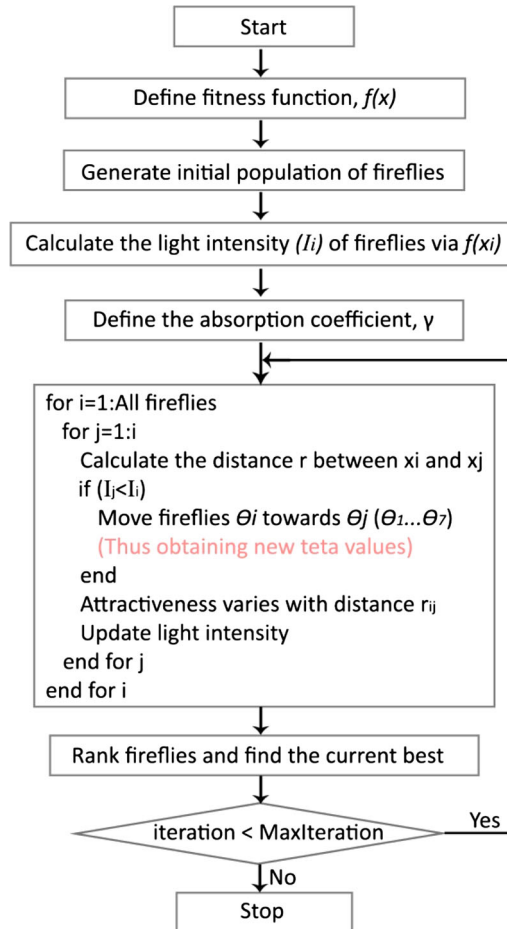 Start
Define fitness function, f(x)
Generate initial population of fireflies
Calculate the light intensity (Ii) of fireflies via f(xi)
Define the absorption coefficient, γ
for i=1:All fireflies
for j=1:i
Calculate the distance r between xi and xj
if (Ij<Ii)
Move fireflies Θi towards Θj (Θ1...Θ7)
(Thus obtaining new teta values)
end
Attractiveness varies with distance rij
Update light intensity
end for j
end for i
Rank fireflies and find the current best
iteration < MaxIteration
Yes
No
Stop